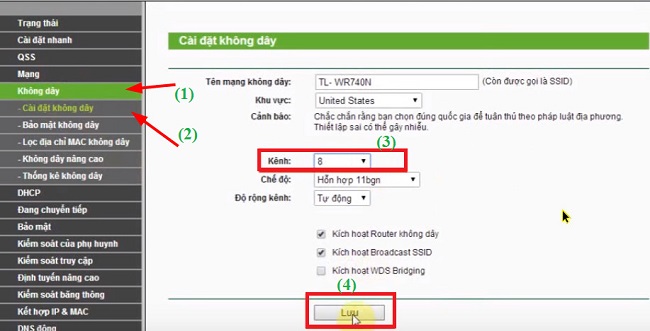 Trạng thái
Cài đặt nhanh
QSS
Mạng
Không dây
- Cài đặt không dây
- Bảo mật không dây
- Lọc địa chỉ MAC không dây
- Không dây nâng cao
- Thống kê không dây
DHCP
Đang chuyển tiếp
Bảo mật
Kiểm soát của phụ huynh
Kiểm soát truy cập
Định tuyến nâng cao
Kiểm soát băng thông
Kết hợp IP & MAC
DNS động
(1)
(2)
Cài đặt không dây
Tên mạng không dây: TL- WR740N (Còn được gọi là SSID)
Khu vực: United States
Cảnh báo: Chắc chắn rằng bạn chọn đúng quốc gia để tuân thủ theo pháp luật địa phương.
Thiết lập sai có thể gây nhiễu.
(3)
Kênh: 8
Chế độ: Hỗn hợp 11bgn
Độ rộng kênh: Tự động
Kích hoạt Router không dây
Kích hoạt Broadcast SSID
Kích hoạt WDS Bridging
(4)
Lưu